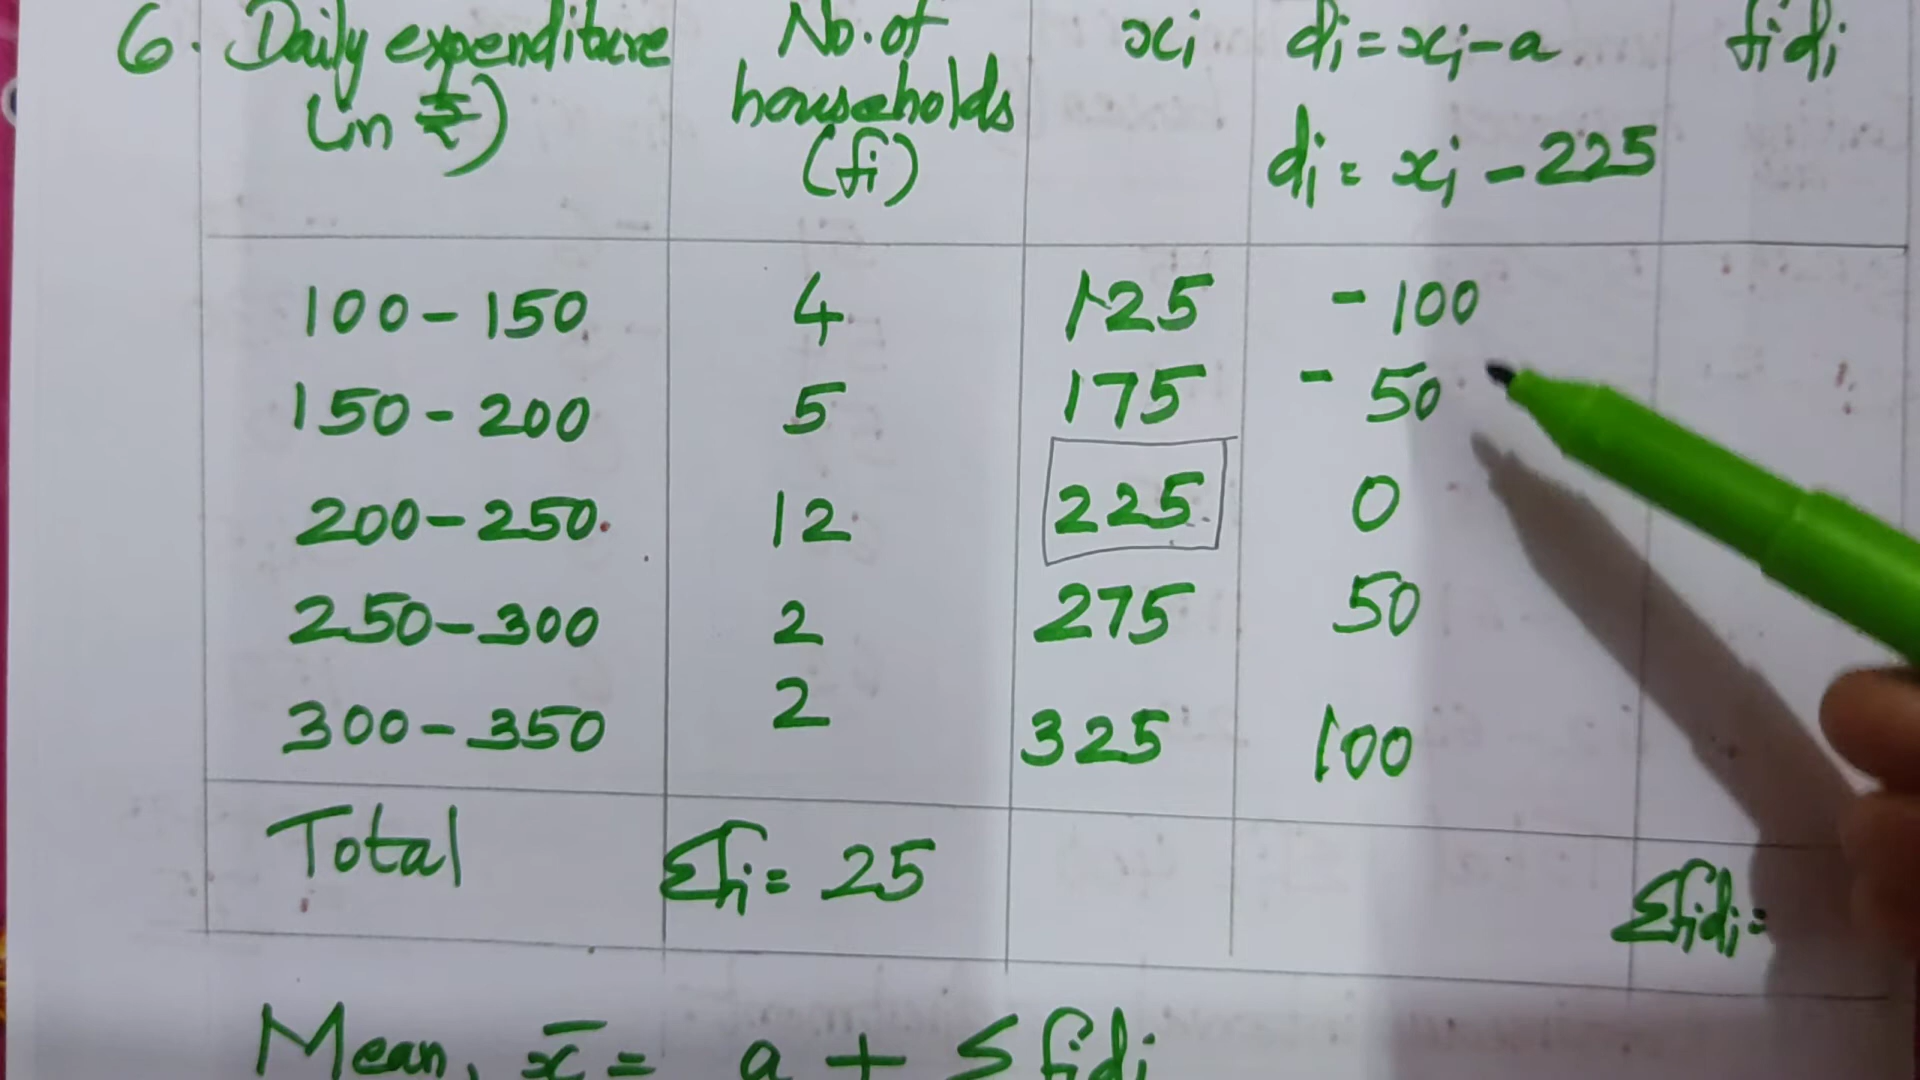 6. Daily expenditure (in ₹) No. of households (fi) xi di = xi - a fidi
di = xi - 225
100 - 150 4 125 - 100
150 - 200 5 175 - 50
200 - 250 12 225 0
250 - 300 2 275 50
300 - 350 2 325 100
Total Σfi = 25 Σfidi =
Mean, x̄ = a + Σfidi